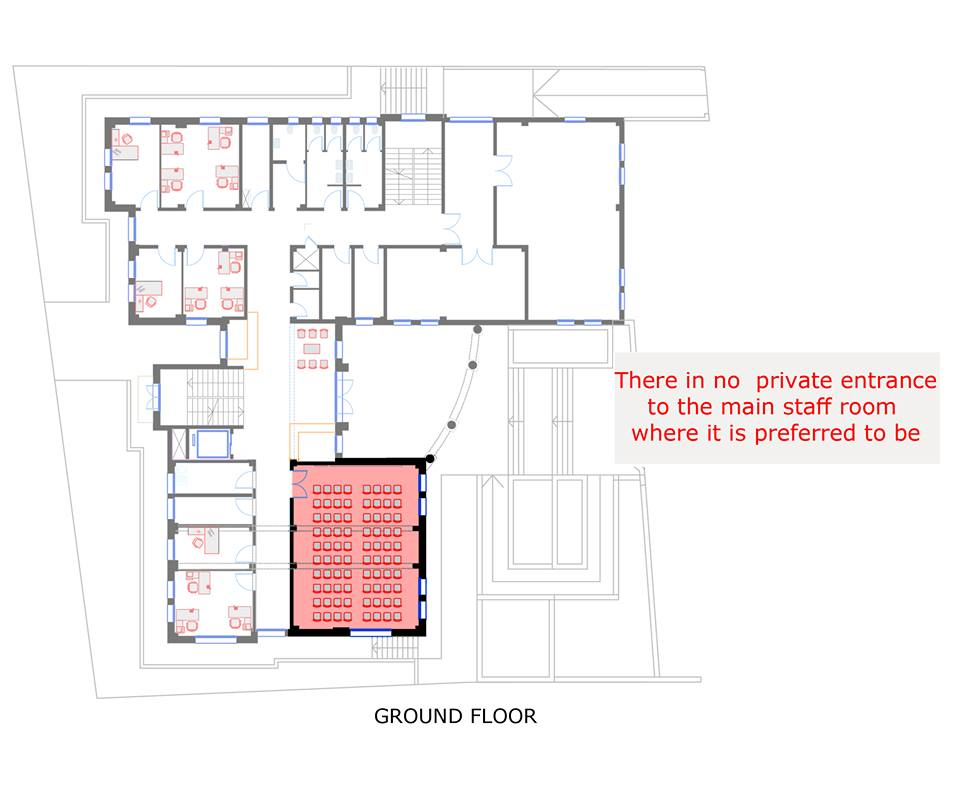 There in no private entrance
to the main staff room
where it is preferred to be
GROUND FLOOR